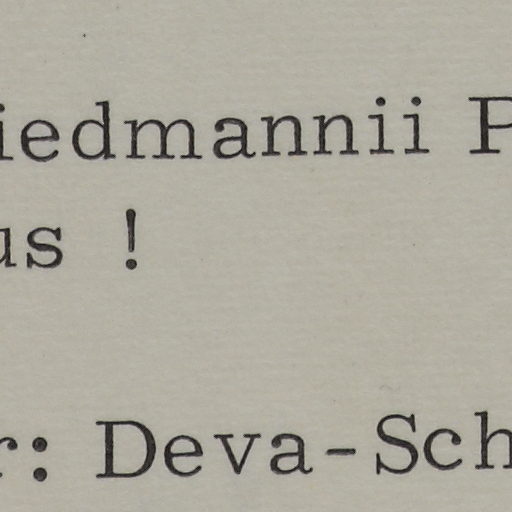 iedmannii P
us !
r: Deva-Sch